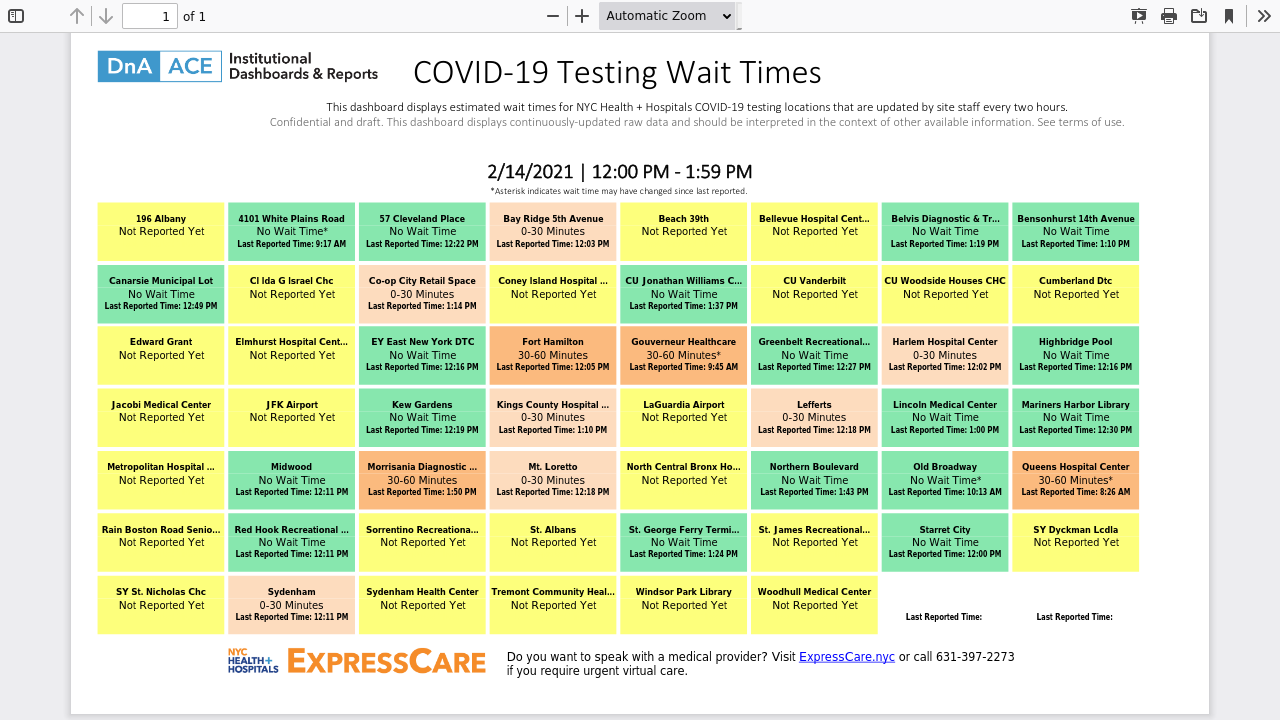 1 of 1
Automatic Zoom
DnA ACE Institutional Dashboards & Reports
COVID-19 Testing Wait Times
This dashboard displays estimated wait times for NYC Health + Hospitals COVID-19 testing locations that are updated by site staff every two hours.
Confidential and draft. This dashboard displays continuously-updated raw data and should be interpreted in the context of other available information. See terms of use.
2/14/2021 | 12:00 PM - 1:59 PM
*Asterisk indicates wait time may have changed since last reported.
196 Albany
Not Reported Yet
4101 White Plains Road
No Wait Time*
Last Reported Time: 9:17 AM
57 Cleveland Place
No Wait Time
Last Reported Time: 12:22 PM
Bay Ridge 5th Avenue
0-30 Minutes
Last Reported Time: 12:03 PM
Beach 39th
Not Reported Yet
Bellevue Hospital Cent...
Not Reported Yet
Belvis Diagnostic & Tr...
No Wait Time
Last Reported Time: 1:19 PM
Bensonhurst 14th Avenue
No Wait Time
Last Reported Time: 1:10 PM
Canarsie Municipal Lot
No Wait Time
Last Reported Time: 12:49 PM
Cl Ida G Israel Chc
Not Reported Yet
Co-op City Retail Space
0-30 Minutes
Last Reported Time: 1:14 PM
Coney Island Hospital ...
Not Reported Yet
CU Jonathan Williams C...
No Wait Time
Last Reported Time: 1:37 PM
CU Vanderbilt
Not Reported Yet
CU Woodside Houses CHC
Not Reported Yet
Cumberland Dtc
Not Reported Yet
Edward Grant
Not Reported Yet
Elmhurst Hospital Cent...
Not Reported Yet
EY East New York DTC
No Wait Time
Last Reported Time: 12:16 PM
Fort Hamilton
30-60 Minutes
Last Reported Time: 12:05 PM
Gouverneur Healthcare
30-60 Minutes*
Last Reported Time: 9:45 AM
Greenbelt Recreational...
No Wait Time
Last Reported Time: 12:27 PM
Harlem Hospital Center
0-30 Minutes
Last Reported Time: 12:02 PM
Highbridge Pool
No Wait Time
Last Reported Time: 12:16 PM
Jacobi Medical Center
Not Reported Yet
JFK Airport
Not Reported Yet
Kew Gardens
No Wait Time
Last Reported Time: 12:19 PM
Kings County Hospital ...
0-30 Minutes
Last Reported Time: 1:10 PM
LaGuardia Airport
Not Reported Yet
Lefferts
0-30 Minutes
Last Reported Time: 12:18 PM
Lincoln Medical Center
No Wait Time
Last Reported Time: 1:00 PM
Mariners Harbor Library
No Wait Time
Last Reported Time: 12:30 PM
Metropolitan Hospital ...
Not Reported Yet
Midwood
No Wait Time
Last Reported Time: 12:11 PM
Morrisania Diagnostic ...
30-60 Minutes
Last Reported Time: 1:50 PM
Mt. Loretto
0-30 Minutes
Last Reported Time: 12:18 PM
North Central Bronx Ho...
Not Reported Yet
Northern Boulevard
No Wait Time
Last Reported Time: 1:43 PM
Old Broadway
No Wait Time*
Last Reported Time: 10:13 AM
Queens Hospital Center
30-60 Minutes*
Last Reported Time: 8:26 AM
Rain Boston Road Senio...
Not Reported Yet
Red Hook Recreational ...
No Wait Time
Last Reported Time: 12:11 PM
Sorrentino Recreationa...
Not Reported Yet
St. Albans
Not Reported Yet
St. George Ferry Termi...
No Wait Time
Last Reported Time: 1:24 PM
St. James Recreational...
Not Reported Yet
Starret City
No Wait Time
Last Reported Time: 12:00 PM
SY Dyckman Lcdla
Not Reported Yet
SY St. Nicholas Chc
Not Reported Yet
Sydenham
0-30 Minutes
Last Reported Time: 12:11 PM
Sydenham Health Center
Not Reported Yet
Tremont Community Heal...
Not Reported Yet
Windsor Park Library
Not Reported Yet
Woodhull Medical Center
Not Reported Yet
Last Reported Time:
Last Reported Time:
NYC
HEALTH+
HOSPITALS
EXPRESSCARE
Do you want to speak with a medical provider? Visit ExpressCare.nyc or call 631-397-2273
if you require urgent virtual care.